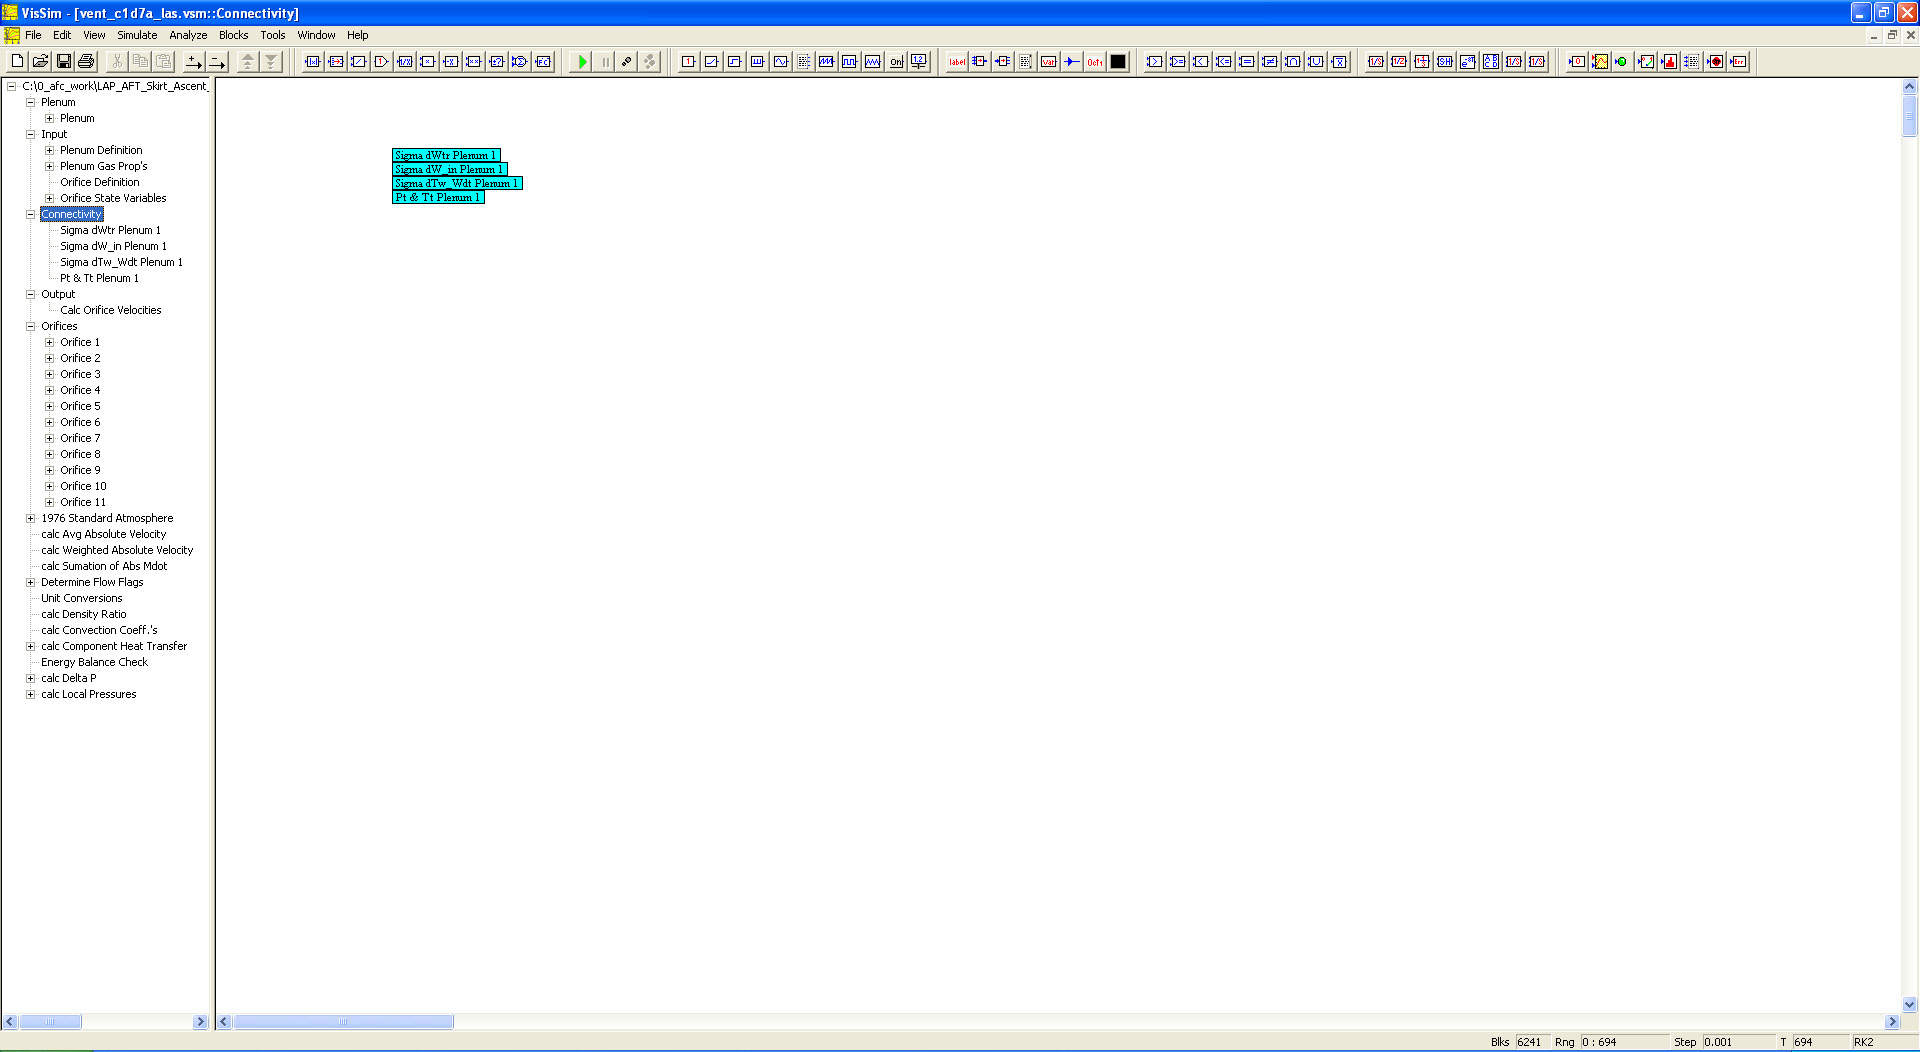 VisSim - [vent_c1d7a_las.vsm::Connectivity]
File Edit View Simulate Analyze Blocks Tools Window Help
C:\0_afc_work\LAP_AFT_Skirt_Ascent_
Plenum
Plenum
Input
Plenum Definition
Plenum Gas Prop's
Orifice Definition
Orifice State Variables
Connectivity
Sigma dWtr Plenum 1
Sigma dW_in Plenum 1
Sigma dTw_Wdt Plenum 1
Pt & Tt Plenum 1
Output
Calc Orifice Velocities
Orifices
Orifice 1
Orifice 2
Orifice 3
Orifice 4
Orifice 5
Orifice 6
Orifice 7
Orifice 8
Orifice 9
Orifice 10
Orifice 11
1976 Standard Atmosphere
calc Avg Absolute Velocity
calc Weighted Absolute Velocity
calc Sumation of Abs Mdot
Determine Flow Flags
Unit Conversions
calc Density Ratio
calc Convection Coeff.'s
calc Component Heat Transfer
Energy Balance Check
calc Delta P
calc Local Pressures
Sigma dWtr Plenum 1
Sigma dW_in Plenum 1
Sigma dTw_Wdt Plenum 1
Pt & Tt Plenum 1
Blks 6241 Rng 0 : 694 Step 0.001 T 694 RK2